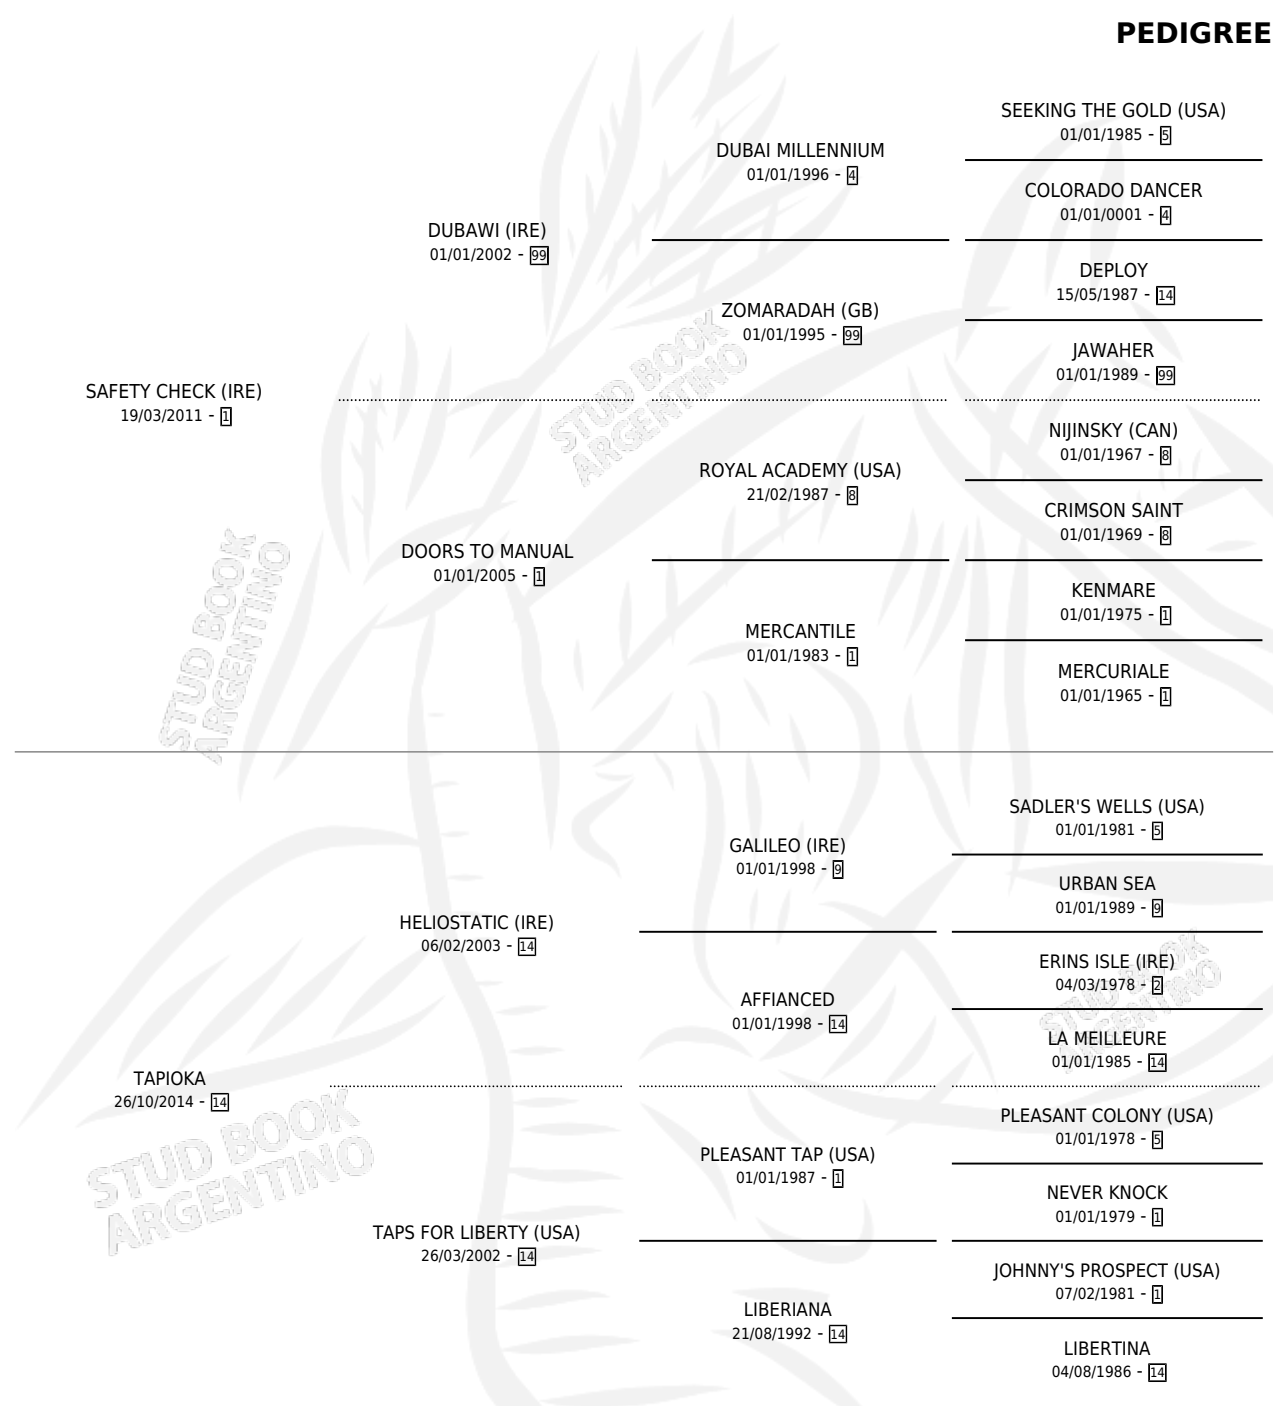 PEDIGREE
SEEKING THE GOLD (USA)
01/01/1985 - 5
DUBAI MILLENNIUM
01/01/1996 - 4
COLORADO DANCER
01/01/0001 - 4
DUBAWI (IRE)
01/01/2002 - 99
DEPLOY
15/05/1987 - 14
ZOMARADAH (GB)
01/01/1995 - 99
JAWAHER
01/01/1989 - 99
SAFETY CHECK (IRE)
19/03/2011 - 1
STUD BOOK
ARGENTINO
NIJINSKY (CAN)
01/01/1967 - 8
ROYAL ACADEMY (USA)
21/02/1987 - 8
CRIMSON SAINT
01/01/1969 - 8
DOORS TO MANUAL
01/01/2005 - 1
KENMARE
01/01/1975 - 1
MERCANTILE
01/01/1983 - 1
MERCURIALE
01/01/1965 - 1
STUD BOOK
ARGENTINO
SADLER'S WELLS (USA)
01/01/1981 - 5
GALILEO (IRE)
01/01/1998 - 9
URBAN SEA
01/01/1989 - 9
HELIOSTATIC (IRE)
06/02/2003 - 14
ERINS ISLE (IRE)
04/03/1978 - 2
AFFIANCED
01/01/1998 - 14
LA MEILLEURE
01/01/1985 - 14
STUD BOOK
ARGENTINO
TAPIOKA
26/10/2014 - 14
PLEASANT COLONY (USA)
01/01/1978 - 5
PLEASANT TAP (USA)
01/01/1987 - 1
NEVER KNOCK
01/01/1979 - 1
STUD BOOK
ARGENTINO
TAPS FOR LIBERTY (USA)
26/03/2002 - 14
JOHNNY'S PROSPECT (USA)
07/02/1981 - 1
LIBERIANA
21/08/1992 - 14
LIBERTINA
04/08/1986 - 14